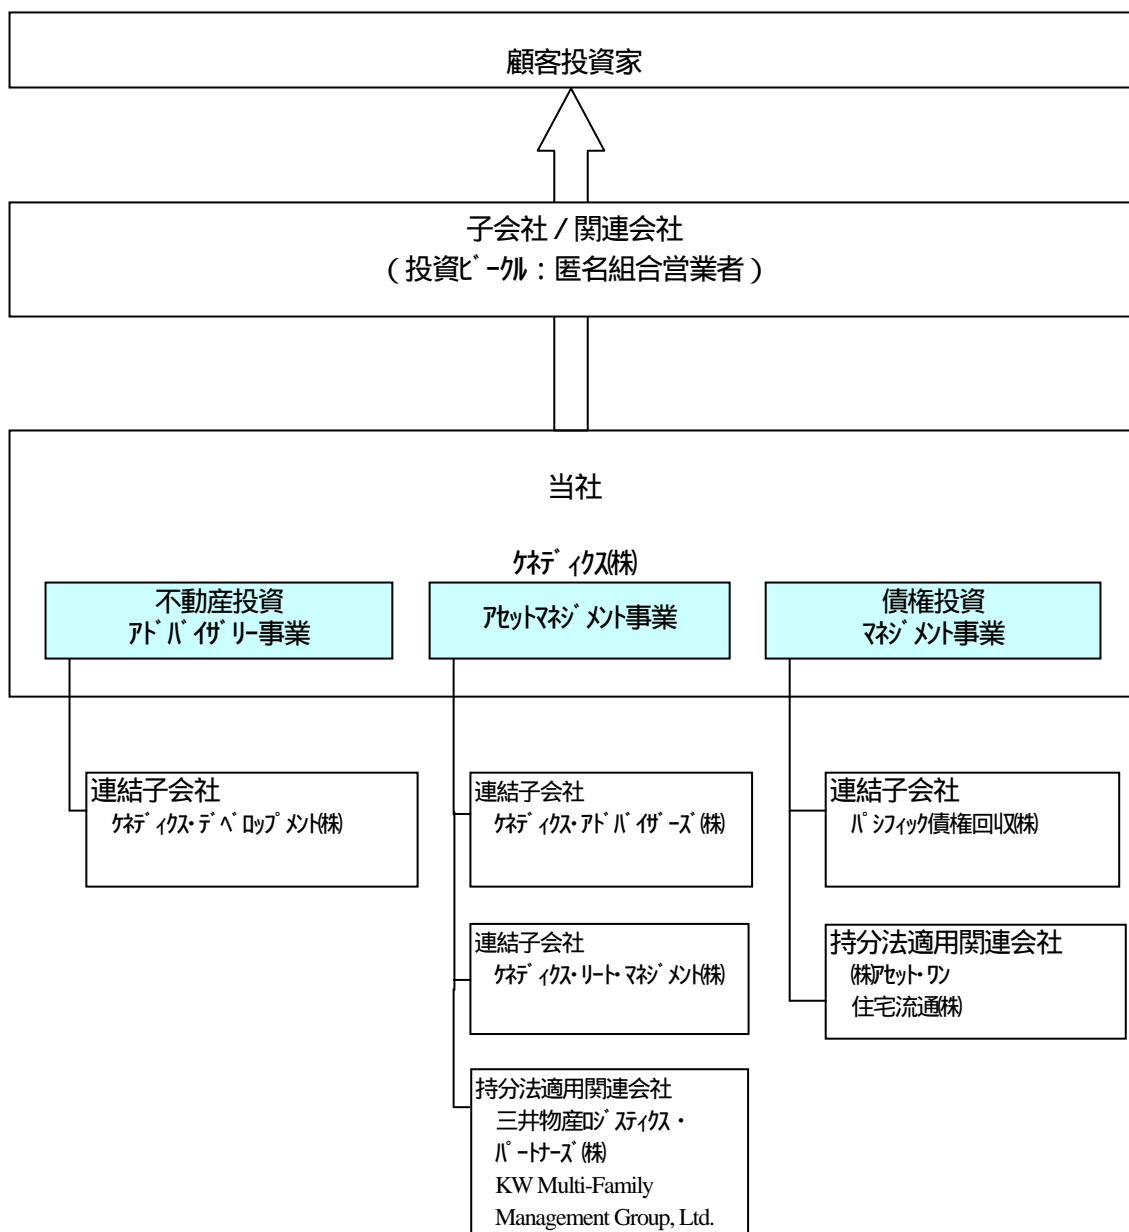 顧客投資家
子会社 / 関連会社
（投資ﾋﾞｰｸﾙ：匿名組合営業者）
当社
ｹﾈﾃﾞｨｸｽ㈱
不動産投資
ｱﾄﾞﾊﾞｲｻﾞﾘｰ事業
ｱｾｯﾄﾏﾈｼﾞﾒﾝﾄ事業
債権投資
ﾏﾈｼﾞﾒﾝﾄ事業
連結子会社
ｹﾈﾃﾞｨｸｽ･ﾃﾞﾍﾞﾛｯﾌﾟﾒﾝﾄ㈱
連結子会社
ｹﾈﾃﾞｨｸｽ･ｱﾄﾞﾊﾞｲｻﾞｰｽﾞ㈱
連結子会社
ﾊﾟｼﾌｨｯｸ債権回収㈱
連結子会社
ｹﾈﾃﾞｨｸｽ･ﾘｰﾄ･ﾏﾈｼﾞﾒﾝﾄ㈱
持分法適用関連会社
㈱ｱｾｯﾄ･ﾜﾝ
住宅流通㈱
持分法適用関連会社
三井物産ﾛｼﾞｽﾃｨｸｽ・
ﾊﾟｰﾄﾅｰｽﾞ㈱
KW Multi-Family
Management Group, Ltd.